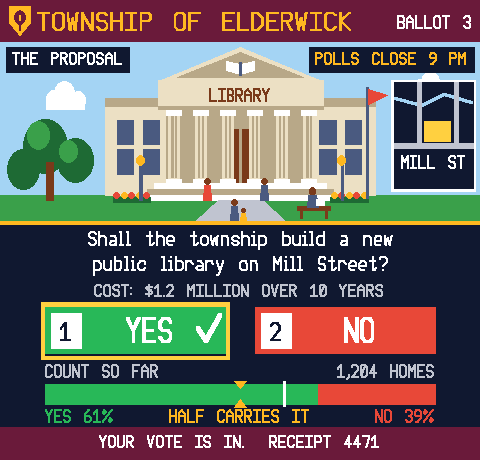 TOWNSHIP OF ELDERWICK
BALLOT 3
THE PROPOSAL
POLLS CLOSE 9 PM
LIBRARY
MILL ST
Shall the township build a new
public library on Mill Street?
COST: $1.2 MILLION OVER 10 YEARS
1 YES
2 NO
COUNT SO FAR
1,204 HOMES
YES 61%
HALF CARRIES IT
NO 39%
YOUR VOTE IS IN. RECEIPT 4471